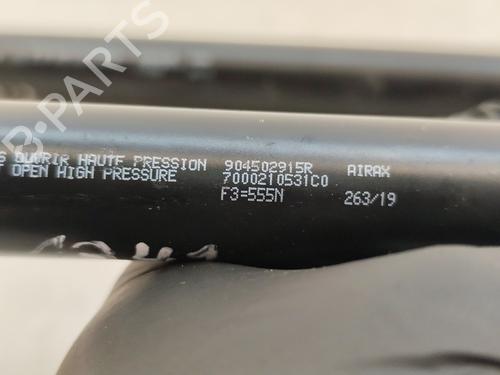 OUVRIR HAUTE PRESSION 904502915R AIRAX
OPEN HIGH PRESSURE 7000210531C0
F3=555N 263/19
B-PARTS